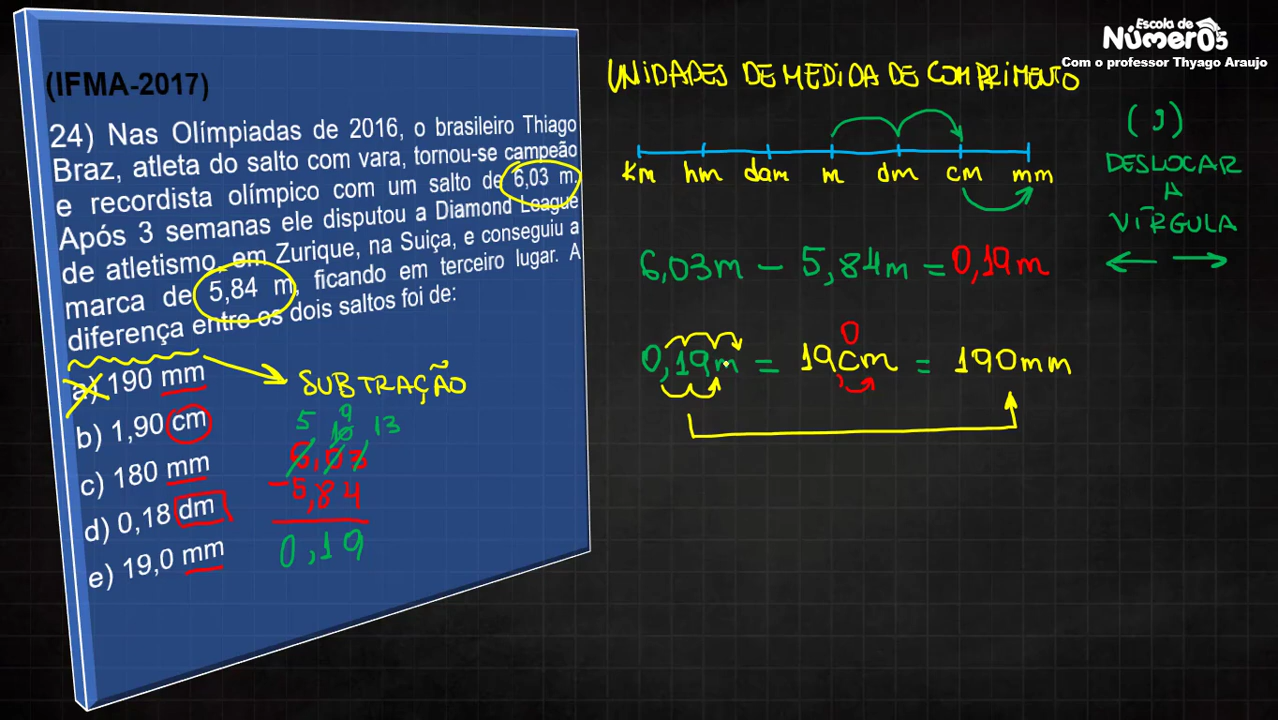 Escola de
Número5
Com o professor Thyago Araujo
(IFMA-2017)
24) Nas Olímpiadas de 2016, o brasileiro Thiago
Braz, atleta do salto com vara, tornou-se campeão
e recordista olímpico com um salto de 6,03 m.
Após 3 semanas ele disputou a Diamond League
de atletismo, em Zurique, na Suiça, e conseguiu a
marca de 5,84 m, ficando em terceiro lugar. A
diferença entre os dois saltos foi de:
a) 190 mm
b) 1,90 cm
c) 180 mm
d) 0,18 dm
e) 19,0 mm
SUBTRAÇÃO
5 9 13
10
6,03
-5,84
0,19
UNIDADES DE MEDIDA DE COMPRIMENTO
km hm dam m dm cm mm
(,)
DESLOCAR
A
VÍRGULA
6,03m - 5,84m = 0,19m
0
0,19m = 19cm = 190mm
,